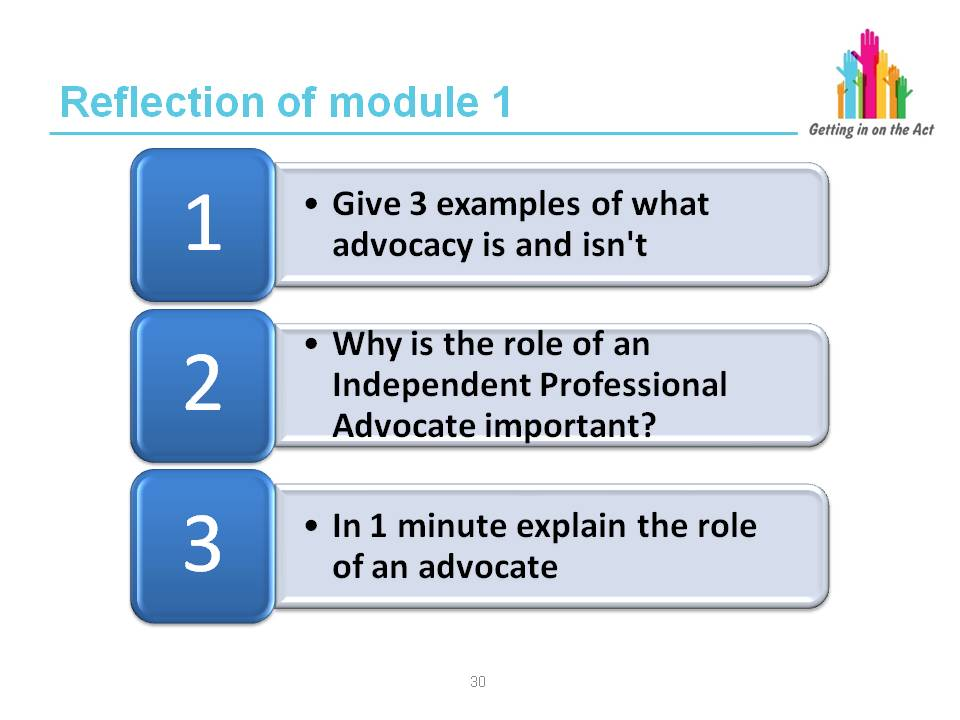 Reflection of module 1
Getting in on the Act
1
• Give 3 examples of what
advocacy is and isn't
2
• Why is the role of an
Independent Professional
Advocate important?
3
• In 1 minute explain the role
of an advocate
30